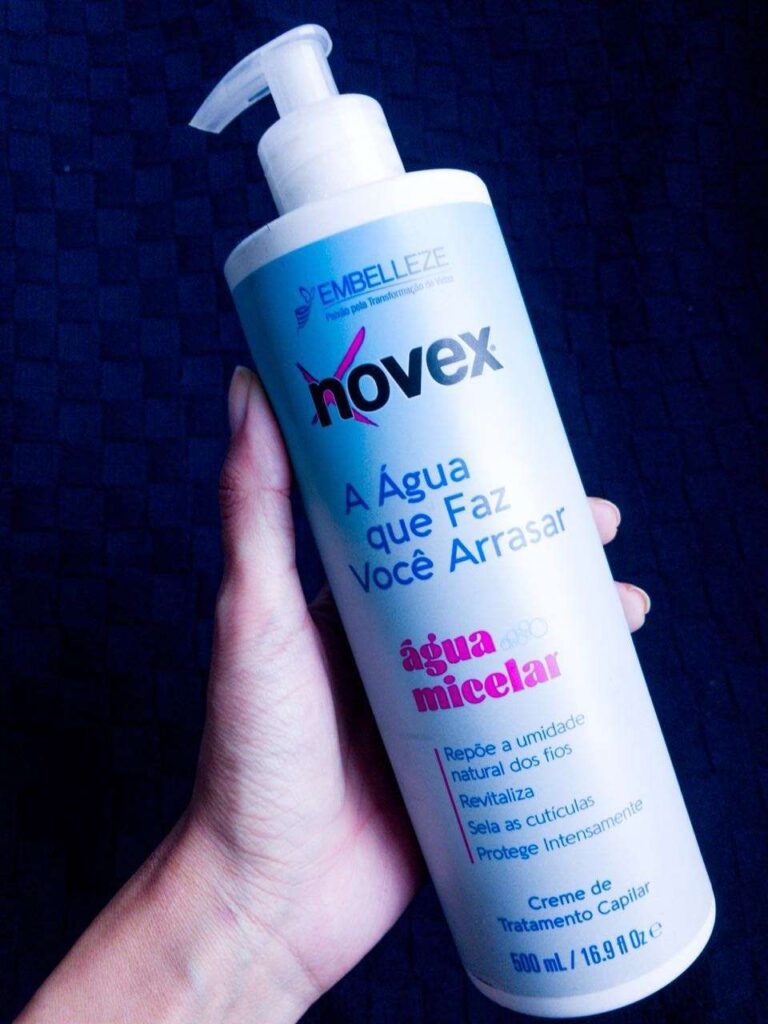 EMBELLEZE
Paixão pela Transformação de Vidas
novex
A Água
que Faz
Você Arrasar
água
micelar
Repõe a umidade
natural dos fios
Revitaliza
Sela as cutículas
Protege Intensamente
Creme de
Tratamento Capilar
500 mL / 16.9 fl Oz ℮